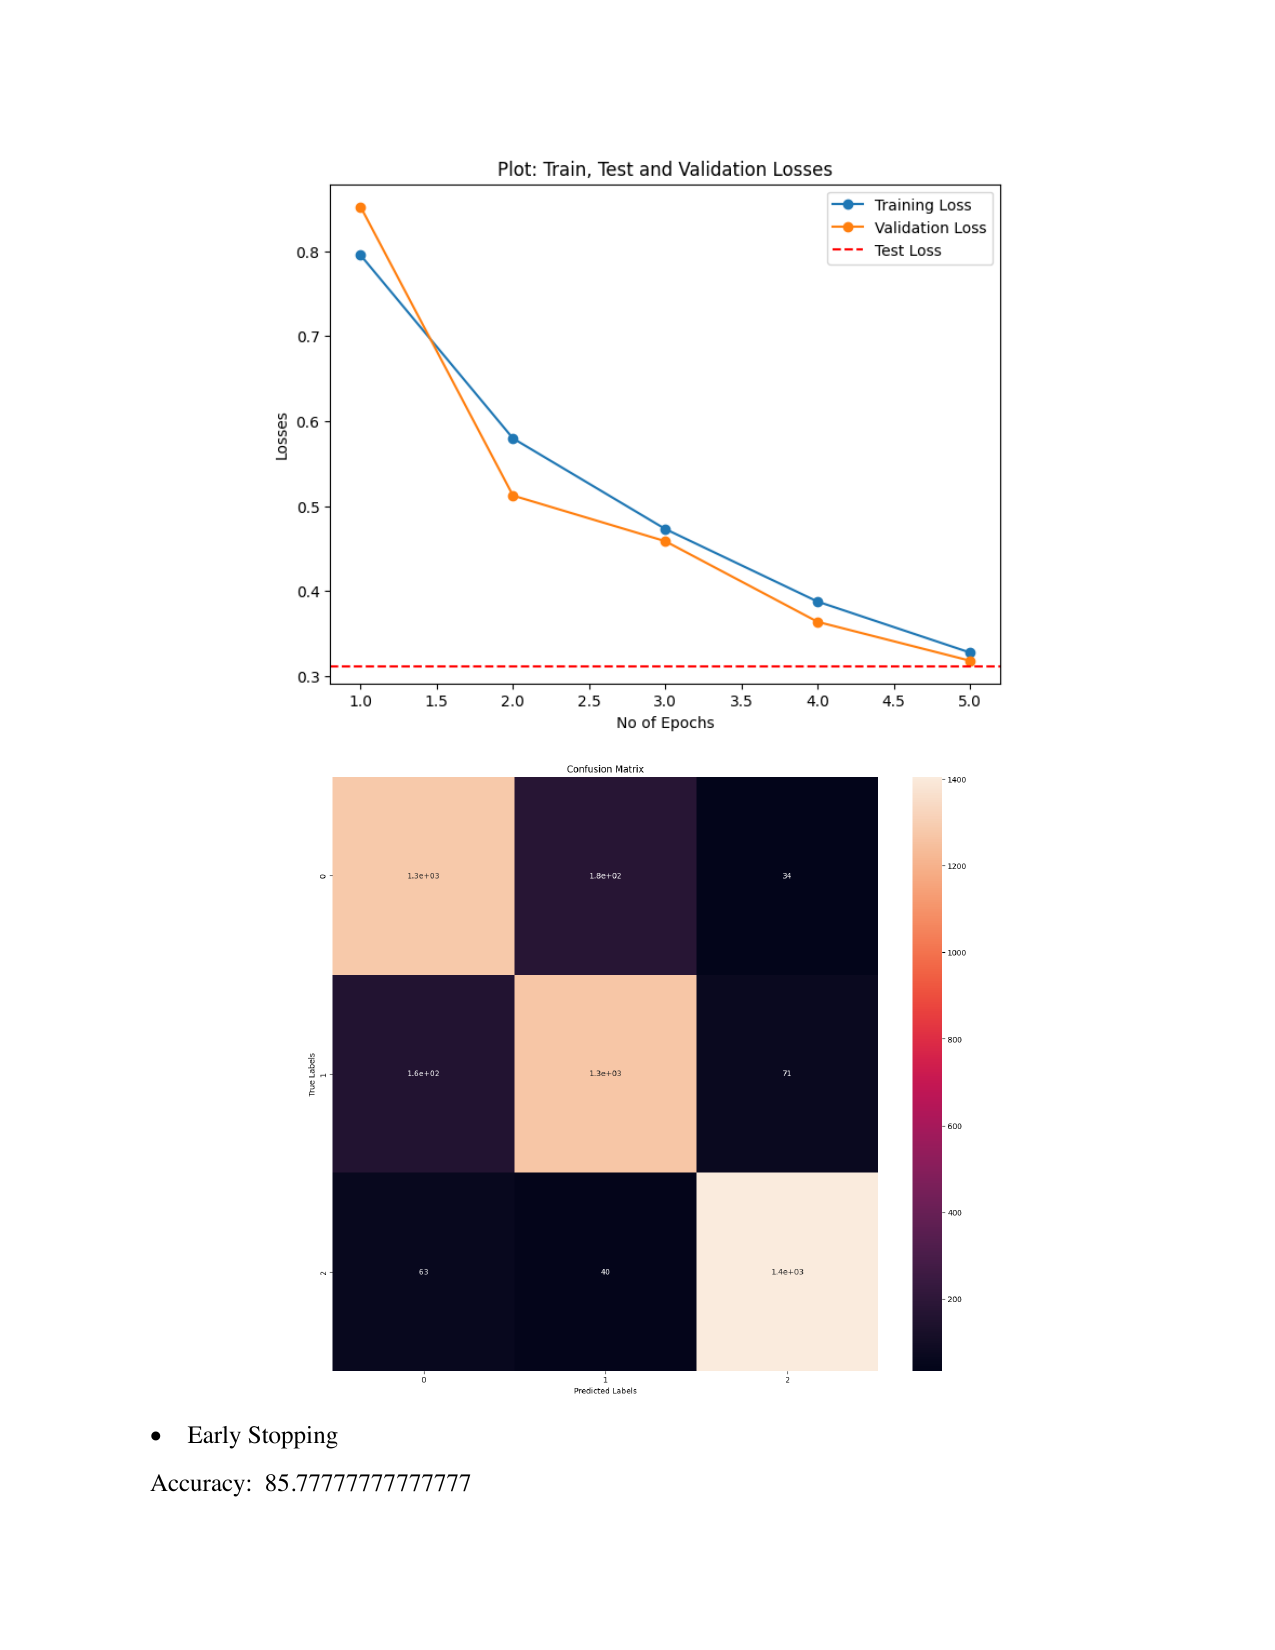 Plot: Train, Test and Validation Losses
Training Loss
Validation Loss
Test Loss
0.8
0.7
0.6
0.5
0.4
0.3
Losses
1.0 1.5 2.0 2.5 3.0 3.5 4.0 4.5 5.0
No of Epochs
Confusion Matrix
1400
1200
1000
800
600
400
200
0 1.3e+03 1.8e+02 34
True Labels
1 1.6e+02 1.3e+03 71
2 63 40 1.4e+03
0 1 2
Predicted Labels
• Early Stopping
Accuracy: 85.77777777777777